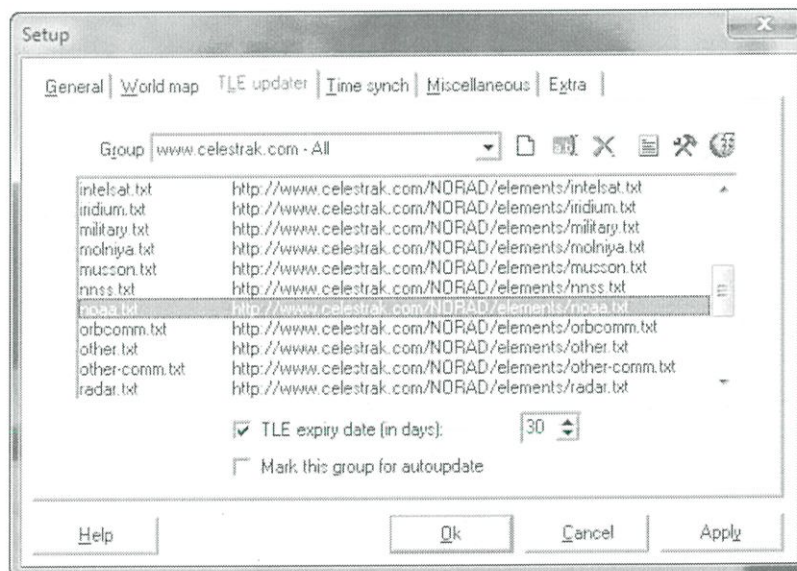 Setup
General World map TLE updater Time synch Miscellaneous Extra
Group www.celestrak.com - All
intelsat.txt http://www.celestrak.com/NORAD/elements/intelsat.txt
iridium.txt http://www.celestrak.com/NORAD/elements/iridium.txt
military.txt http://www.celestrak.com/NORAD/elements/military.txt
molniya.txt http://www.celestrak.com/NORAD/elements/molniya.txt
musson.txt http://www.celestrak.com/NORAD/elements/musson.txt
nnss.txt http://www.celestrak.com/NORAD/elements/nnss.txt
noaa.txt http://www.celestrak.com/NORAD/elements/noaa.txt
orbcomm.txt http://www.celestrak.com/NORAD/elements/orbcomm.txt
other.txt http://www.celestrak.com/NORAD/elements/other.txt
other-comm.txt http://www.celestrak.com/NORAD/elements/other-comm.txt
radar.txt http://www.celestrak.com/NORAD/elements/radar.txt
TLE expiry date (in days): 30
Mark this group for autoupdate
Help Ok Cancel Apply